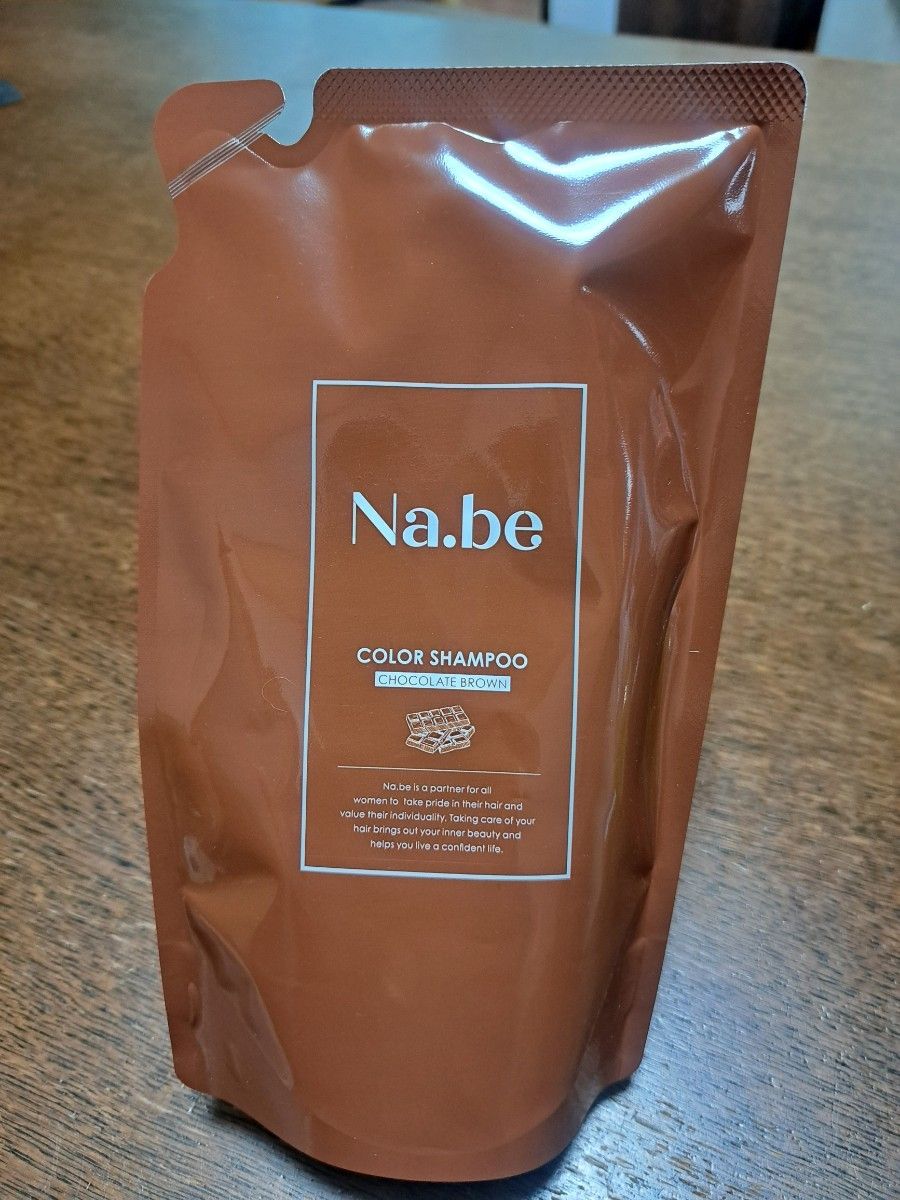 Na.be
COLOR SHAMPOO
CHOCOLATE BROWN
Na.be is a partner for all
women to take pride in their hair and
value their individuality. Taking care of your
hair brings out your inner beauty and
helps you live a confident life.